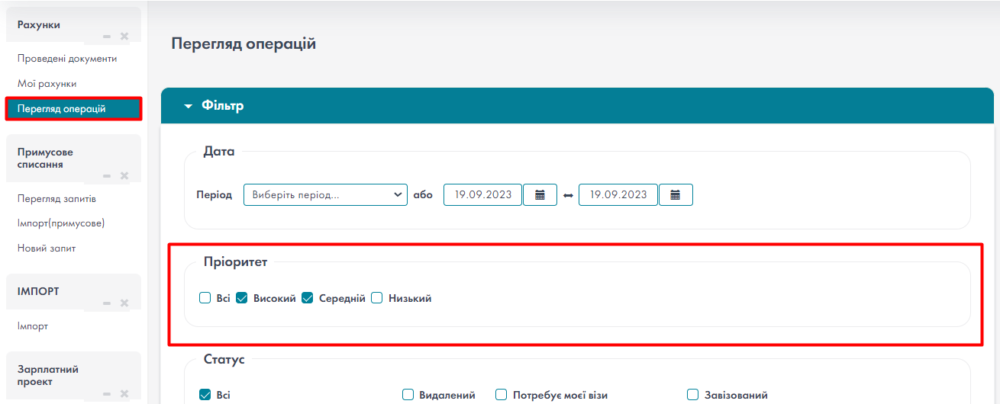 Рахунки
Проведені документи
Мої рахунки
Перегляд операцій
Примусове
списання
Перегляд запитів
Імпорт(примусове)
Новий запит
ІМПОРТ
Імпорт
Зарплатний
проект
Перегляд операцій
Фільтр
Дата
Період Виберіть період... або 19.09.2023 19.09.2023
Пріоритет
Всі Високий Середній Низький
Статус
Всі Видалений Потребує моєї візи Завізований